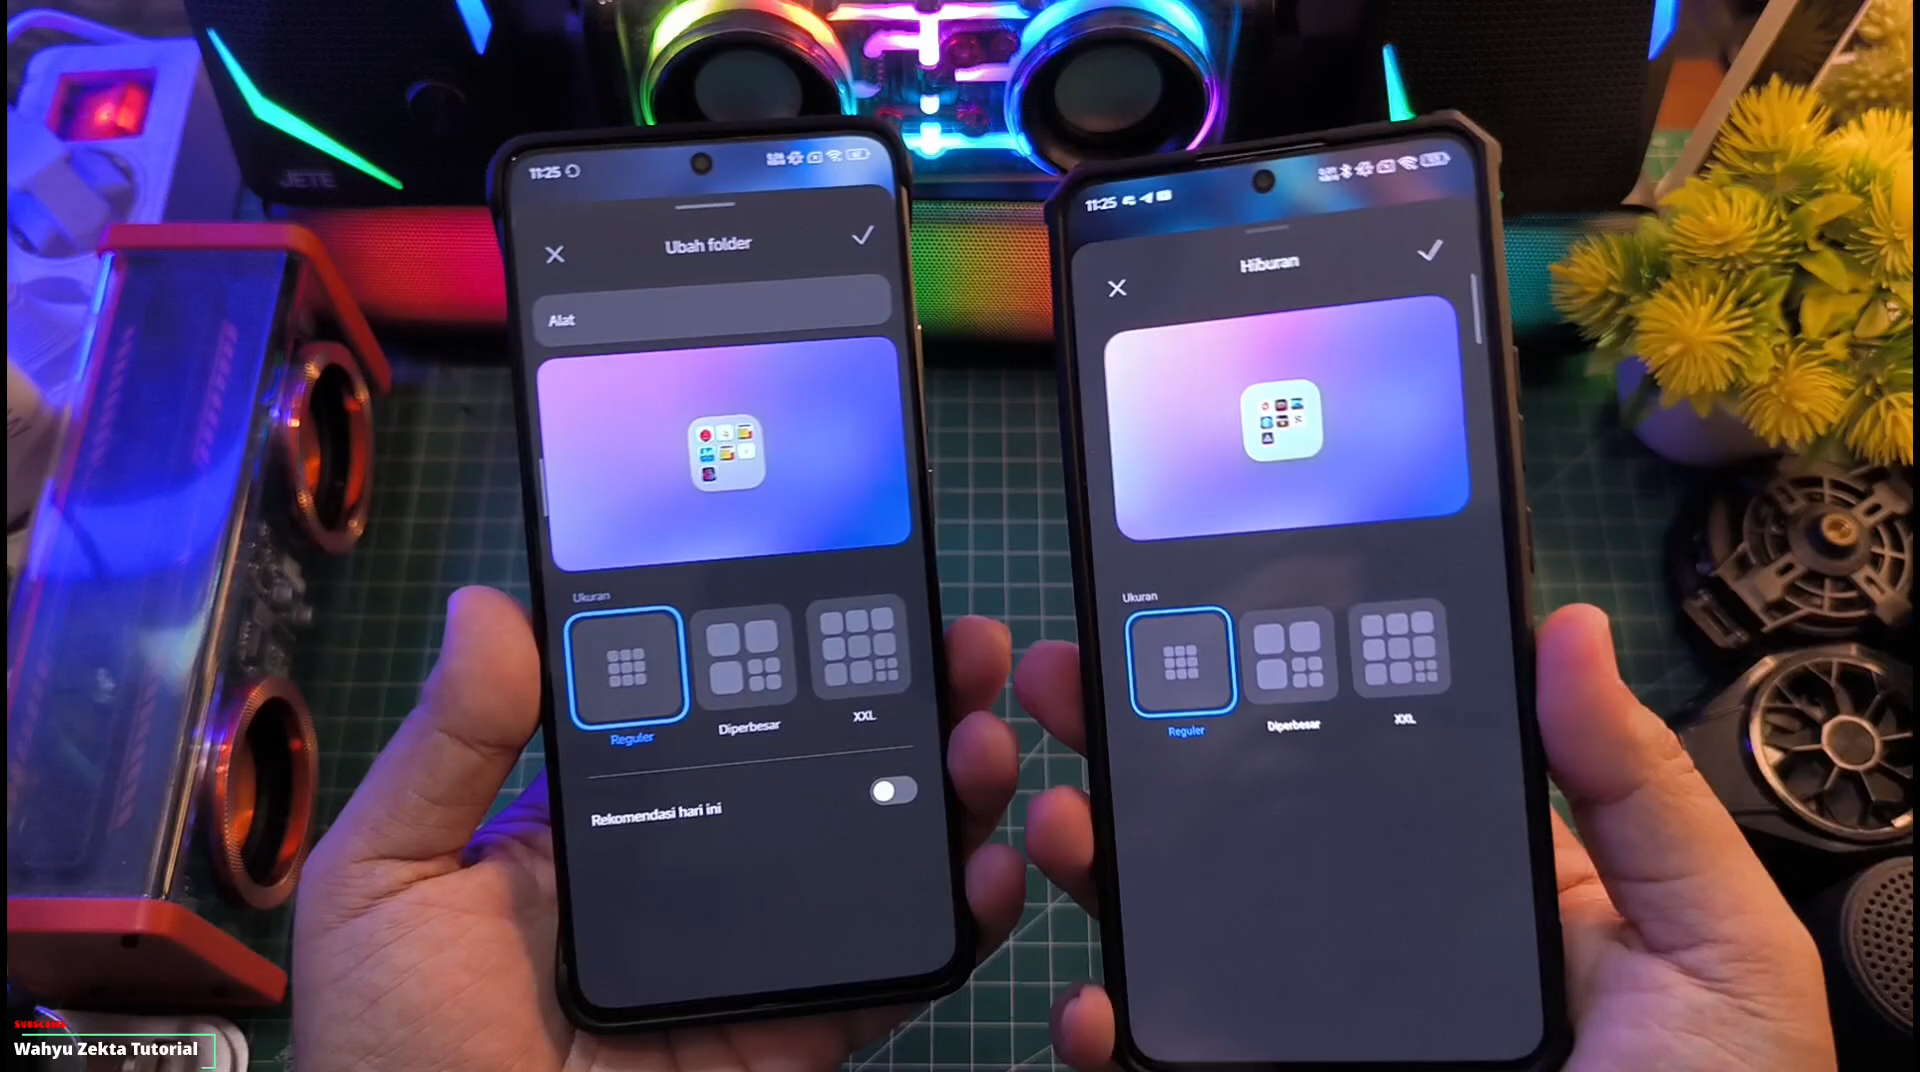 JETE
11:25
Ubah folder
Alat
Ukuran
Reguler
Diperbesar
XXL
Rekomendasi hari ini
11:25
Hiburan
Ukuran
Reguler
Diperbesar
XXL
SUBSCRIBE
Wahyu Zekta Tutorial